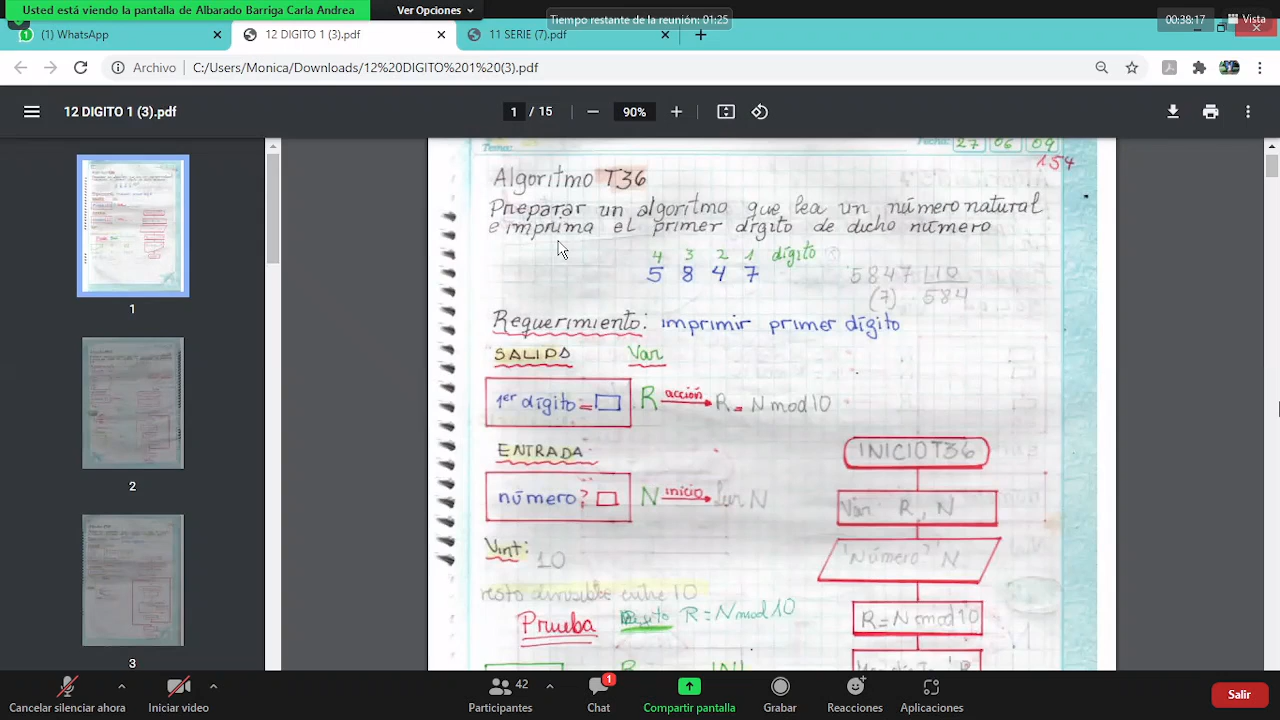 Usted está viendo la pantalla de Albarado Barriga Carla Andrea
Ver Opciones
Tiempo restante de la reunión: 01:25
00:38:17
Vista
(1) WhatsApp
12 DIGITO 1 (3).pdf
11 SERIE (7).pdf
Archivo
C:/Users/Monica/Downloads/12%20DIGITO%201%20(3).pdf
12 DIGITO 1 (3).pdf
1 / 15
90%
Tema:
Fecha: 27 06 09
154
Algoritmo T36
Preparar un algoritmo que lea un número natural
e imprima el primer dígito de dicho número
4 3 2 1 dígito
5 8 4 7
5847 10
(7) 584
Requerimiento: imprimir primer dígito
SALIDA Var
1er dígito = R acción R = N mod 10
ENTRADA
número? N inicio Leer N
INICIO T36
Var R, N
'Número?' N
Vint: 10
resto entre 10
Prueba Dígito R = N mod 10
R = N mod 10
1
2
3
Cancelar silenciar ahora
Iniciar video
42
Participantes
1
Chat
Compartir pantalla
Grabar
Reacciones
Aplicaciones
Salir